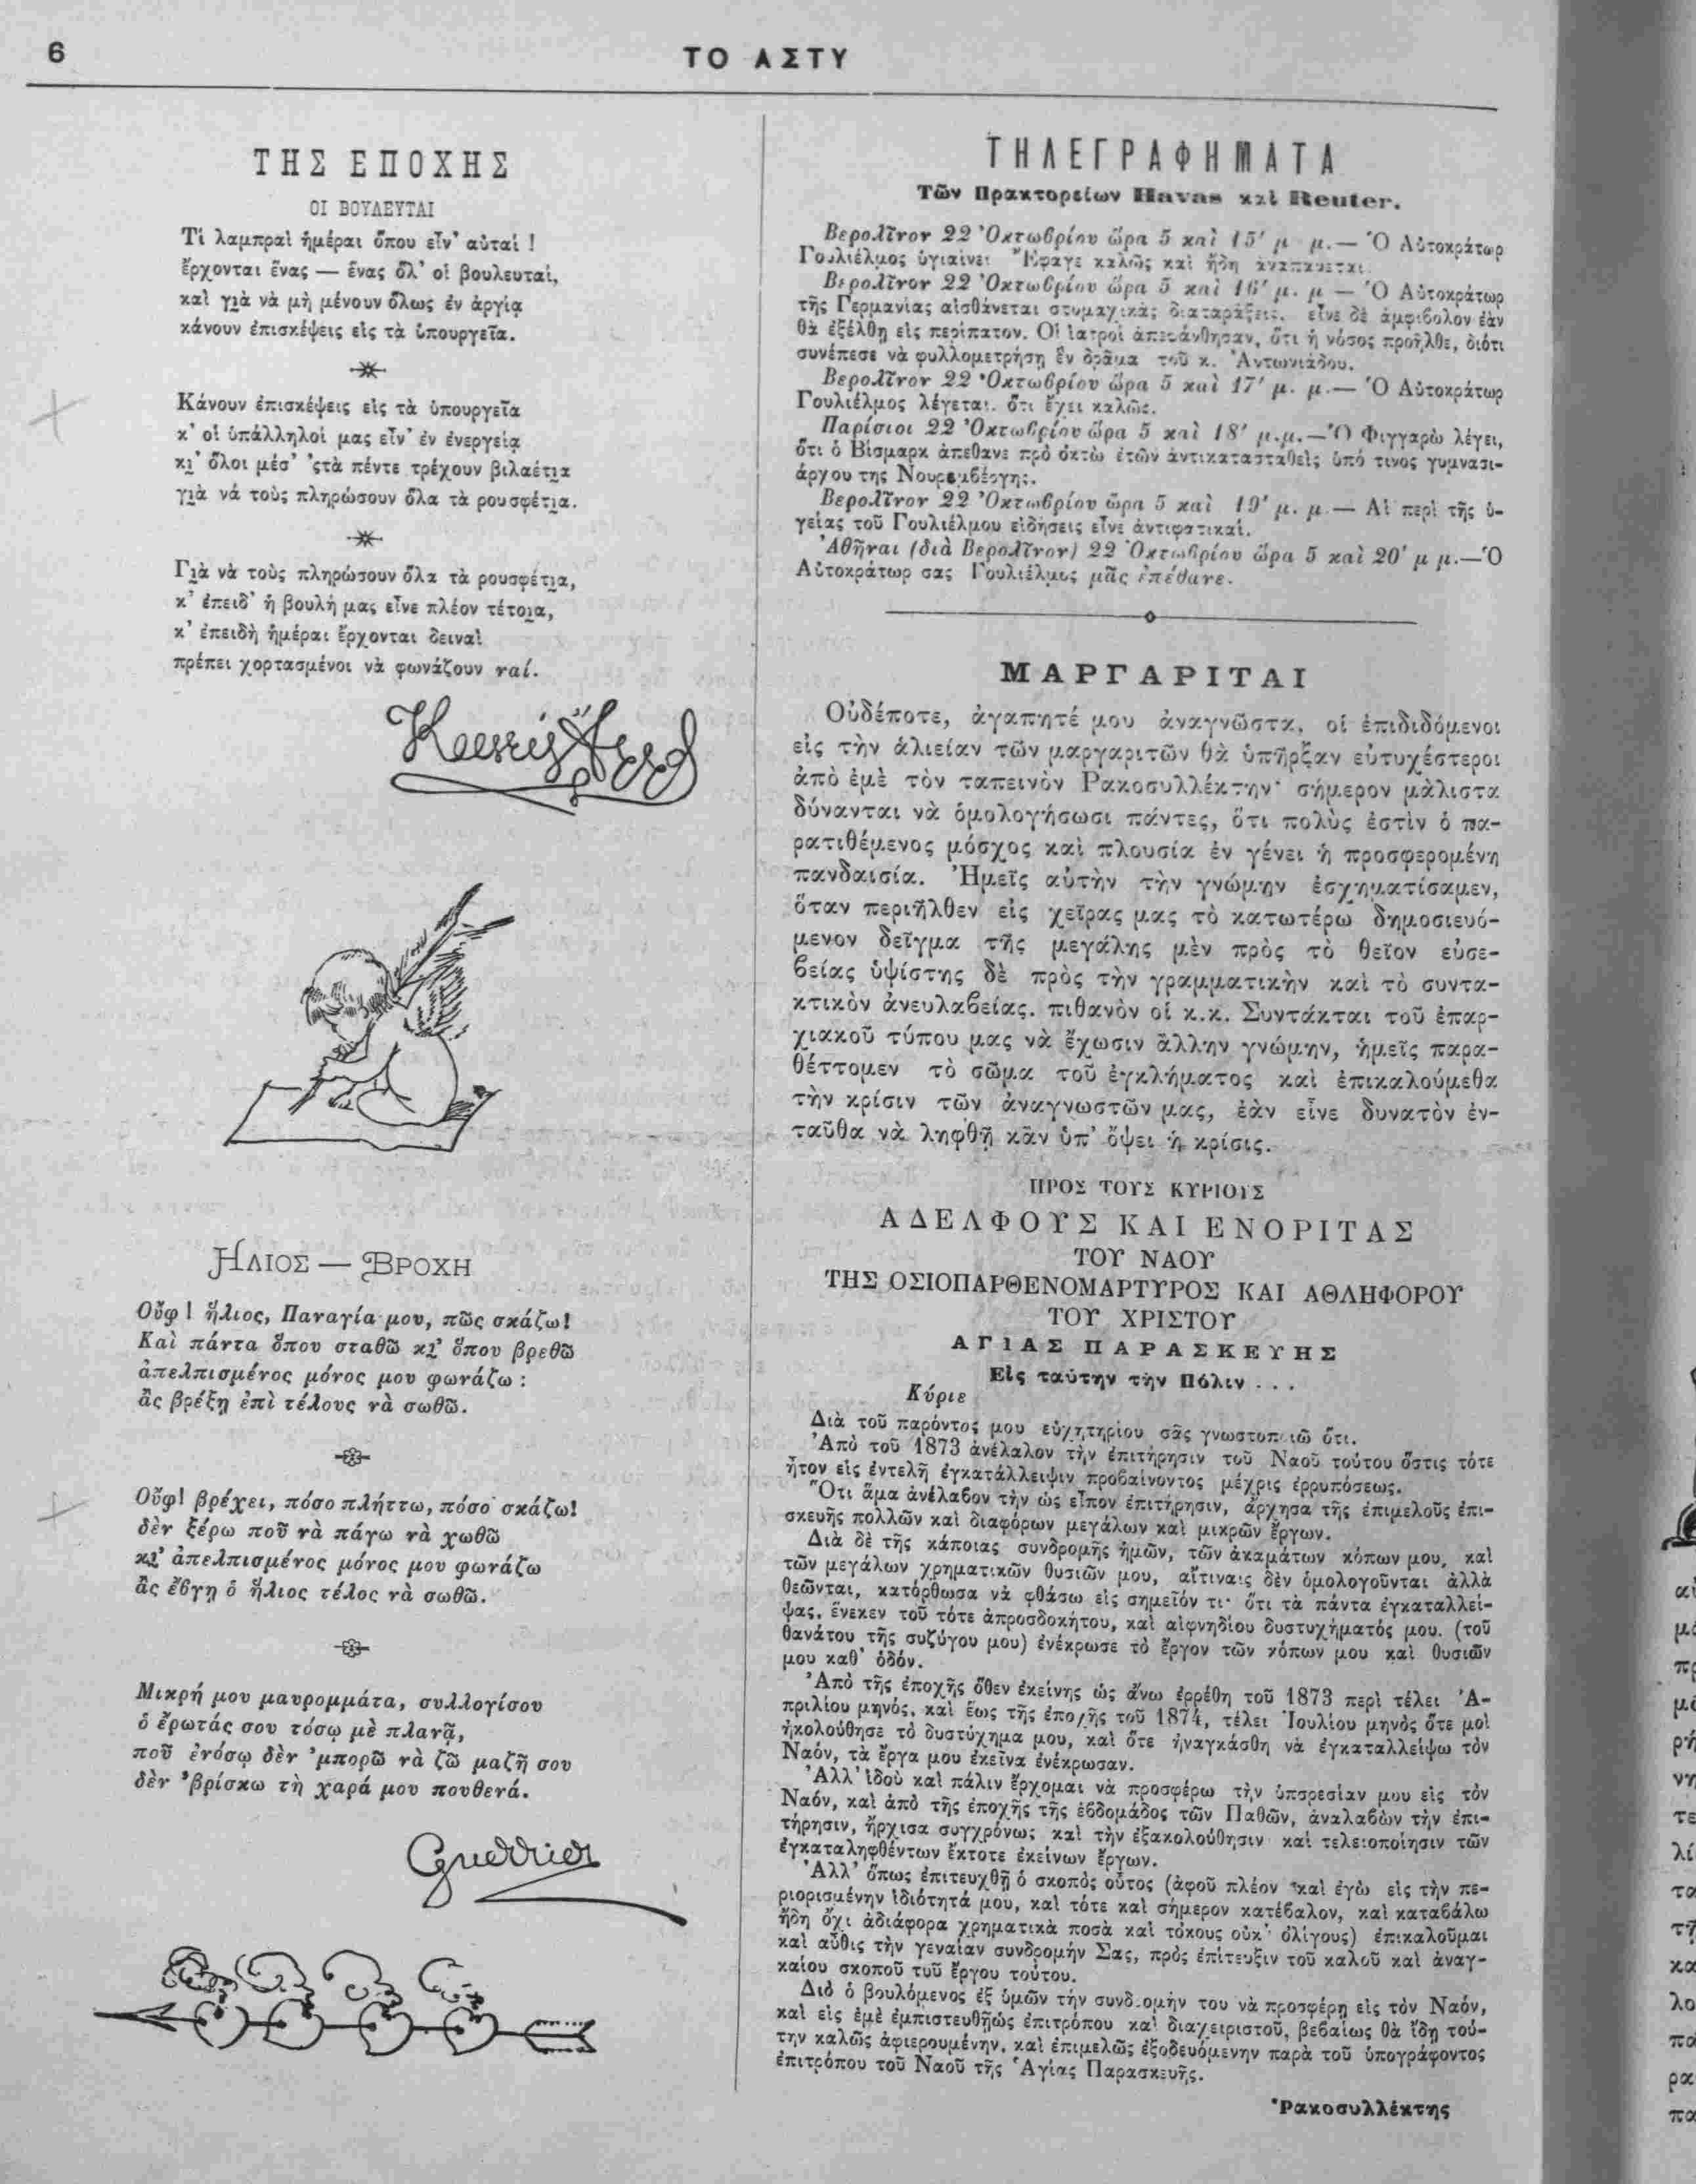 6
ΤΟ ΑΣΤΥ
ΤΗΣ ΕΠΟΧΗΣ
ΟΙ ΒΟΥΛΕΥΤΑΙ
Τί λαμπραὶ ἡμέραι ὅπου εἶν' αὐταί !
ἔρχονται ἕνας — ἕνας ὅλ' οἱ βουλευταί,
καὶ γιὰ νὰ μὴ μένουν ὅλως ἐν ἀργίᾳ
κάνουν ἐπισκέψεις εἰς τὰ ὑπουργεῖα.
Κάνουν ἐπισκέψεις εἰς τὰ ὑπουργεῖα
κ' οἱ ὑπάλληλοί μας εἶν' ἐν ἐνεργείᾳ
κι' ὅλοι μέσ' 'ςτὰ πέντε τρέχουν βιλαέτια
γιὰ νά τοὺς πληρώσουν ὅλα τὰ ρουσφέτια.
Γιὰ νὰ τοὺς πληρώσουν ὅλα τὰ ρουσφέτια,
κ' ἐπειδ' ἡ βουλή μας εἶνε πλέον τέτοια,
κ' ἐπειδὴ ἡμέραι ἔρχονται δειναὶ
πρέπει χορτασμένοι νὰ φωνάζουν ναί.
ΗΛΙΟΣ — ΒΡΟΧΗ
Οὔφ ! ἥλιος, Παναγία μου, πῶς σκάζω!
Καὶ πάντα ὅπου σταθῶ κι' ὅπου βρεθῶ
ἀπελπισμένος μόνος μου φωνάζω :
ἂς βρέξῃ ἐπὶ τέλους νὰ σωθῶ.
Οὔφ! βρέχει, πόσο πλήττω, πόσο σκάζω!
δὲν ξέρω ποῦ νὰ πάγω νὰ χωθῶ
κι' ἀπελπισμένος μόνος μου φωνάζω
ἂς ἔβγῃ ὁ ἥλιος τέλος νὰ σωθῶ.
Μικρή μου μαυρομμάτα, συλλογίσου
ὁ ἔρωτάς σου τόσῳ μὲ πλανᾷ,
ποῦ ἐνόσῳ δὲν 'μπορῶ νὰ ζῶ μαζῆ σου
δὲν 'βρίσκω τὴ χαρά μου πουθενά.
Guerrier
ΤΗΛΕΓΡΑΦΗΜΑΤΑ
Τῶν Πρακτορείων Havas καὶ Reuter.
Βερολῖνον 22 Ὀκτωβρίου ὥρα 5 καὶ 15' μ μ.— Ὁ Αὐτοκράτωρ
Γουλιέλμος ὑγιαίνει Ἔφαγε καλῶς καὶ ἤδη ἀναπαύεται
Βερολῖνον 22 Ὀκτωβρίου ὥρα 5 καὶ 16' μ. μ — Ὁ Αὐτοκράτωρ
τῆς Γερμανίας αἰσθάνεται στομαχικὰς διαταράξεις. εἶνε δὲ ἀμφίβολον ἐὰν
θὰ ἐξέλθῃ εἰς περίπατον. Οἱ ἰατροὶ ἀπεφάνθησαν, ὅτι ἡ νόσος προῆλθε, διότι
συνέπεσε νὰ φυλλομετρήσῃ ἓν δρᾶμα τοῦ κ. Ἀντωνιάδου.
Βερολῖνον 22 Ὀκτωβρίου ὥρα 5 καὶ 17' μ. μ.— Ὁ Αὐτοκράτωρ
Γουλιέλμος λέγεται. ὅτι ἔχει καλῶς.
Παρίσιοι 22 Ὀκτωβρίου ὥρα 5 καὶ 18' μ.μ.—Ὁ Φιγγαρὼ λέγει,
ὅτι ὁ Βίσμαρκ ἀπέθανε πρὸ ὀκτὼ ἐτῶν ἀντικατασταθεὶς ὑπό τινος γυμνασι-
άρχου της Νουρεμβέργης.
Βερολῖνον 22 Ὀκτωβρίου ὥρα 5 καὶ 19' μ. μ — Αἱ περὶ τῆς ὑ-
γείας τοῦ Γουλιέλμου εἰδήσεις εἶνε ἀντιφατικαί.
Ἀθῆναι (διὰ Βερολῖνον) 22 Ὀκτωβρίου ὥρα 5 καὶ 20' μ μ.—Ὁ
Αὐτοκράτωρ σας Γουλιέλμος μᾶς ἐπέθανε.
ΜΑΡΓΑΡΙΤΑΙ
Οὐδέποτε, ἀγαπητέ μου ἀναγνῶστα, οἱ ἐπιδιδόμενοι
εἰς τὴν ἁλιείαν τῶν μαργαριτῶν θὰ ὑπῆρξαν εὐτυχέστεροι
ἀπὸ ἐμὲ τὸν ταπεινὸν Ρακοσυλλέκτην· σήμερον μάλιστα
δύνανται νὰ ὁμολογήσωσι πάντες, ὅτι πολὺς ἐστὶν ὁ πα-
ρατιθέμενος μόσχος καὶ πλουσία ἐν γένει ἡ προσφερομένη
πανδαισία. Ἡμεῖς αὐτὴν τὴν γνώμην ἐσχηματίσαμεν,
ὅταν περιῆλθεν εἰς χεῖρας μας τὸ κατωτέρω δημοσιευό-
μενον δεῖγμα τῆς μεγάλης μὲν πρὸς τὸ θεῖον εὐσε-
βείας ὑψίστης δὲ πρὸς τὴν γραμματικὴν καὶ τὸ συντα-
κτικὸν ἀνευλαβείας. πιθανὸν οἱ κ.κ. Συντάκται τοῦ ἐπαρ-
χιακοῦ τύπου μας νὰ ἔχωσιν ἄλλην γνώμην, ἡμεῖς παρα-
θέττομεν τὸ σῶμα τοῦ ἐγκλήματος καὶ ἐπικαλούμεθα
τὴν κρίσιν τῶν ἀναγνωστῶν μας, ἐὰν εἶνε δυνατὸν ἐν-
ταῦθα νὰ ληφθῇ κἂν ὑπ' ὄψει ἡ κρίσις.
ΠΡΟΣ ΤΟΥΣ ΚΥΡΙΟΥΣ
ΑΔΕΛΦΟΥΣ ΚΑΙ ΕΝΟΡΙΤΑΣ
ΤΟΥ ΝΑΟΥ
ΤΗΣ ΟΣΙΟΠΑΡΘΕΝΟΜΑΡΤΥΡΟΣ ΚΑΙ ΑΘΛΗΦΟΡΟΥ
ΤΟΥ ΧΡΙΣΤΟΥ
ΑΓΙΑΣ ΠΑΡΑΣΚΕΥΗΣ
Εἰς ταύτην τὴν Πόλιν . . .
Κύριε
Διὰ τοῦ παρόντος μου εὐχητηρίου σᾶς γνωστοποιῶ ὅτι.
Ἀπὸ τοῦ 1873 ἀνέλαλον τὴν ἐπιτήρησιν τοῦ Ναοῦ τούτου ὅστις τότε
ἦτον εἰς ἐντελῆ ἐγκατάλλειψιν προβαίνοντος μέχρις ἐρρυπόσεως.
Ὅτι ἅμα ἀνέλαβον τὴν ὡς εἶπον ἐπιτήρησιν, ἄρχησα τῆς ἐπιμελοῦς ἐπι-
σκευῆς πολλῶν καὶ διαφόρων μεγάλων καὶ μικρῶν ἔργων.
Διὰ δὲ τῆς κάποιας συνδρομῆς ἡμῶν, τῶν ἀκαμάτων κόπων μου, καὶ
τῶν μεγάλων χρηματικῶν θυσιῶν μου, αἵτιναις δὲν ὁμολογοῦνται ἀλλὰ
θεῶνται, κατόρθωσα νὰ φθάσω εἰς σημεῖόν τι· ὅτι τὰ πάντα ἐγκαταλλεί-
ψας, ἕνεκεν τοῦ τότε ἀπροσδοκήτου, καὶ αἰφνηδίου δυστυχήματός μου. (τοῦ
θανάτου τῆς συζύγου μου) ἐνέκρωσε τὸ ἔργον τῶν κόπων μου καὶ θυσιῶν
μου καθ' ὁδόν.
Ἀπὸ τῆς ἐποχῆς ὅθεν ἐκείνης ὡς ἄνω ἐρρέθη τοῦ 1873 περὶ τέλει Ἀ-
πριλίου μηνός, καὶ ἕως τῆς ἐποχῆς τοῦ 1874, τέλει Ἰουλίου μηνὸς ὅτε μοὶ
ἠκολούθησε τὸ δυστύχημα μου, καὶ ὅτε ἠναγκάσθη νὰ ἐγκαταλλείψω τὸν
Ναόν, τὰ ἔργα μου ἐκεῖνα ἐνέκρωσαν.
Ἀλλ' ἰδοὺ καὶ πάλιν ἔρχομαι νὰ προσφέρω τὴν ὑπηρεσίαν μου εἰς τὸν
Ναόν, καὶ ἀπὸ τῆς ἐποχῆς τῆς ἑβδομάδος τῶν Παθῶν, ἀναλαβὼν τὴν ἐπι-
τήρησιν, ἤρχισα συγχρόνως καὶ τὴν ἐξακολούθησιν καὶ τελειοποίησιν τῶν
ἐγκαταληφθέντων ἔκτοτε ἐκείνων ἔργων.
Ἀλλ' ὅπως ἐπιτευχθῇ ὁ σκοπὸς οὗτος (ἀφοῦ πλέον καὶ ἐγὼ εἰς τὴν πε-
ριορισμένην ἰδιότητά μου, καὶ τότε καὶ σήμερον κατέβαλον, καὶ καταβάλω
ἤδη ὄχι ἀδιάφορα χρηματικὰ ποσὰ καὶ τόκους οὐκ' ὀλίγους) ἐπικαλοῦμαι
καὶ αὖθις τὴν γεναίαν συνδρομήν Σας, πρὸς ἐπίτευξιν τοῦ καλοῦ καὶ ἀναγ-
καίου σκοποῦ τοῦ ἔργου τούτου.
Διὸ ὁ βουλόμενος ἐξ ὑμῶν τήν συνδρομήν του νὰ προσφέρῃ εἰς τὸν Ναόν,
καὶ εἰς ἐμὲ ἐμπιστευθῆὼς ἐπιτρόπου καὶ διαχειριστοῦ, βεβαίως θὰ ἴδῃ τού-
την καλῶς ἀφιερουμένην, καὶ ἐπιμελῶς ἐξοδευόμενην παρὰ τοῦ ὑπογράφοντος
ἐπιτρόπου τοῦ Ναοῦ τῆς Ἁγίας Παρασκευῆς.
Ῥακοσυλλέκτης